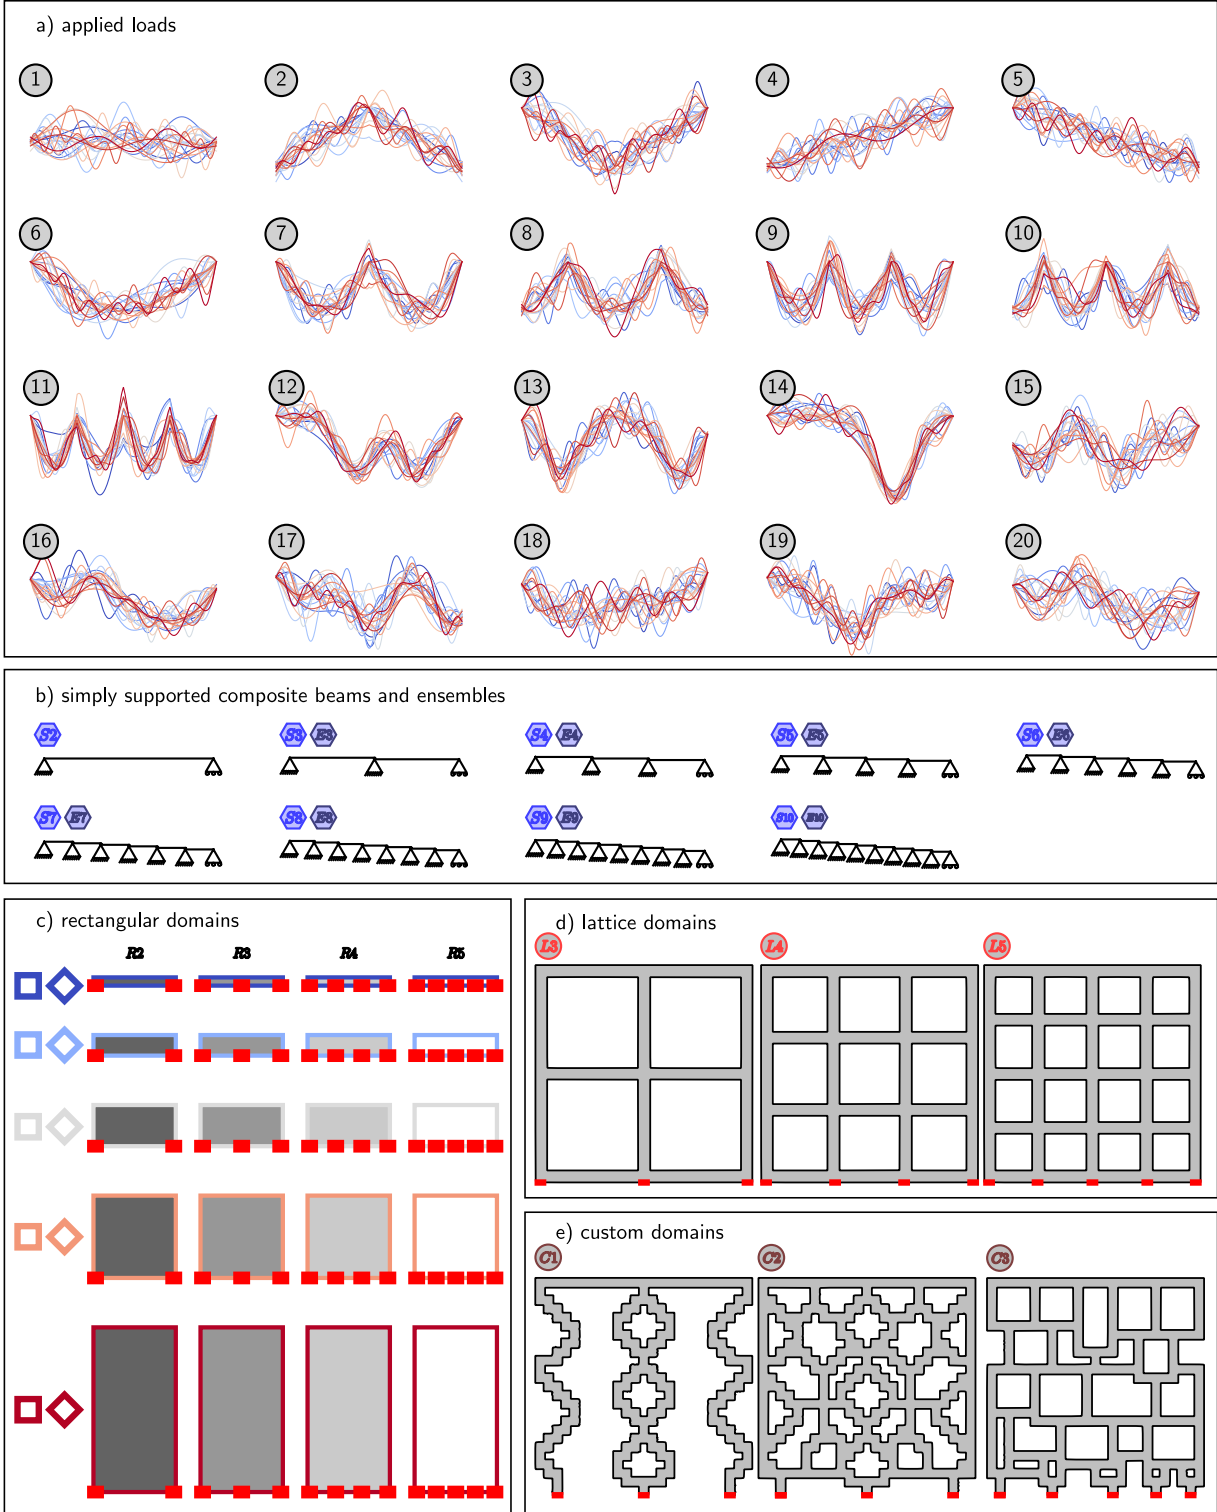 a) applied loads
1 2 3 4 5
6 7 8 9 10
11 12 13 14 15
16 17 18 19 20
b) simply supported composite beams and ensembles
S2 S3 E3 S4 E4 S5 E5 S6 E6
S7 E7 S8 E8 S9 E9 S10 E10
c) rectangular domains
R2 R3 R4 R5
d) lattice domains
L3 L4 L5
e) custom domains
C1 C2 C3